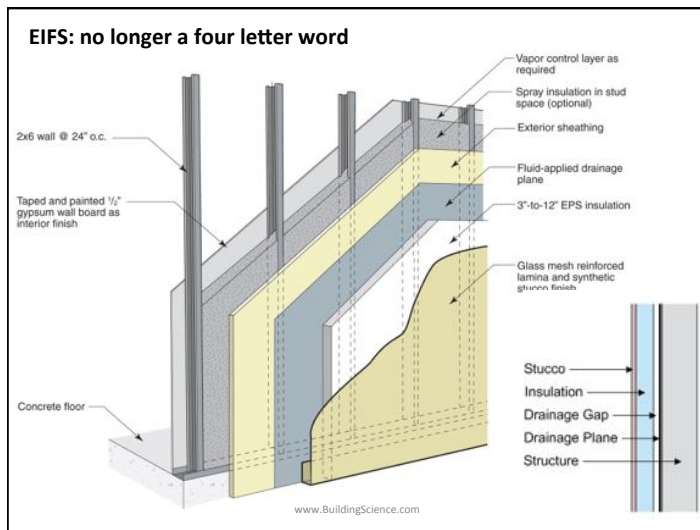 EIFS: no longer a four letter word
Vapor control layer as
required
Spray insulation in stud
space (optional)
2x6 wall @ 24" o.c.
Exterior sheathing
Fluid-applied drainage
plane
Taped and painted ½"
gypsum wall board as
interior finish
3"-to-12" EPS insulation
Glass mesh reinforced
lamina and synthetic
stucco finish
Stucco
Insulation
Drainage Gap
Drainage Plane
Structure
Concrete floor
www.BuildingScience.com